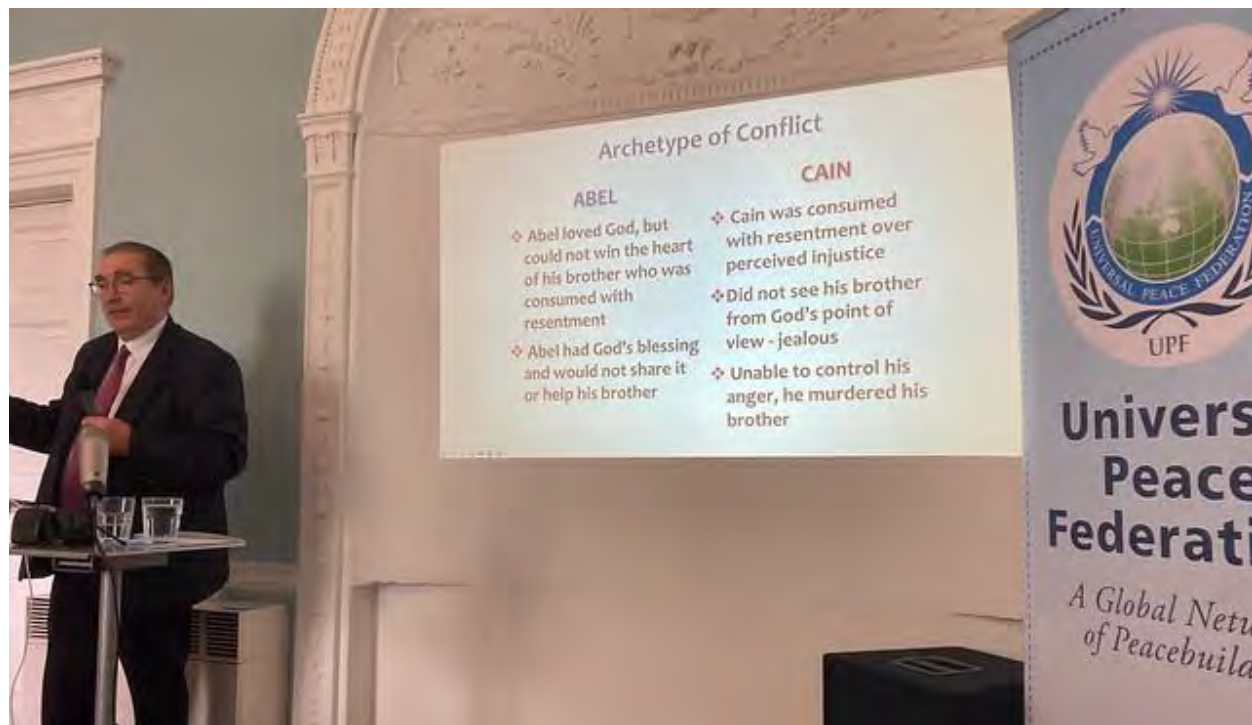 Archetype of Conflict
ABEL
❖ Abel loved God, but
could not win the heart
of his brother who was
consumed with
resentment
❖ Abel had God's blessing
and would not share it
or help his brother
CAIN
❖ Cain was consumed
with resentment over
perceived injustice
❖ Did not see his brother
from God's point of
view - jealous
❖ Unable to control his
anger, he murdered his
brother
UNIVERSAL PEACE FEDERATION
UPF
Univers
Peace
Federati
A Global Netw
of Peacebuild